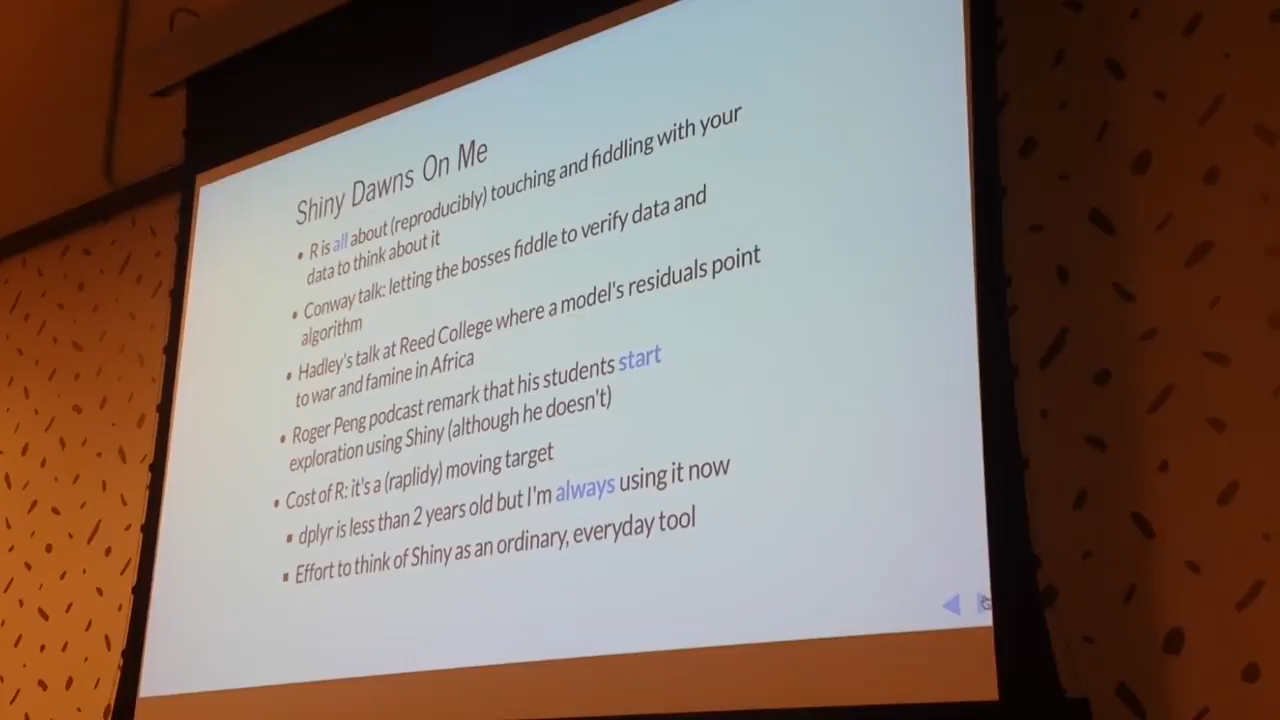 Shiny Dawns On Me
• R is all about (reproducibly) touching and fiddling with your
data to think about it
• Conway talk: letting the bosses fiddle to verify data and
algorithm
• Hadley's talk at Reed College where a model's residuals point
to war and famine in Africa
• Roger Peng podcast remark that his students start
exploration using Shiny (although he doesn't)
• Cost of R: it's a (raplidy) moving target
▪ dplyr is less than 2 years old but I'm always using it now
▪ Effort to think of Shiny as an ordinary, everyday tool